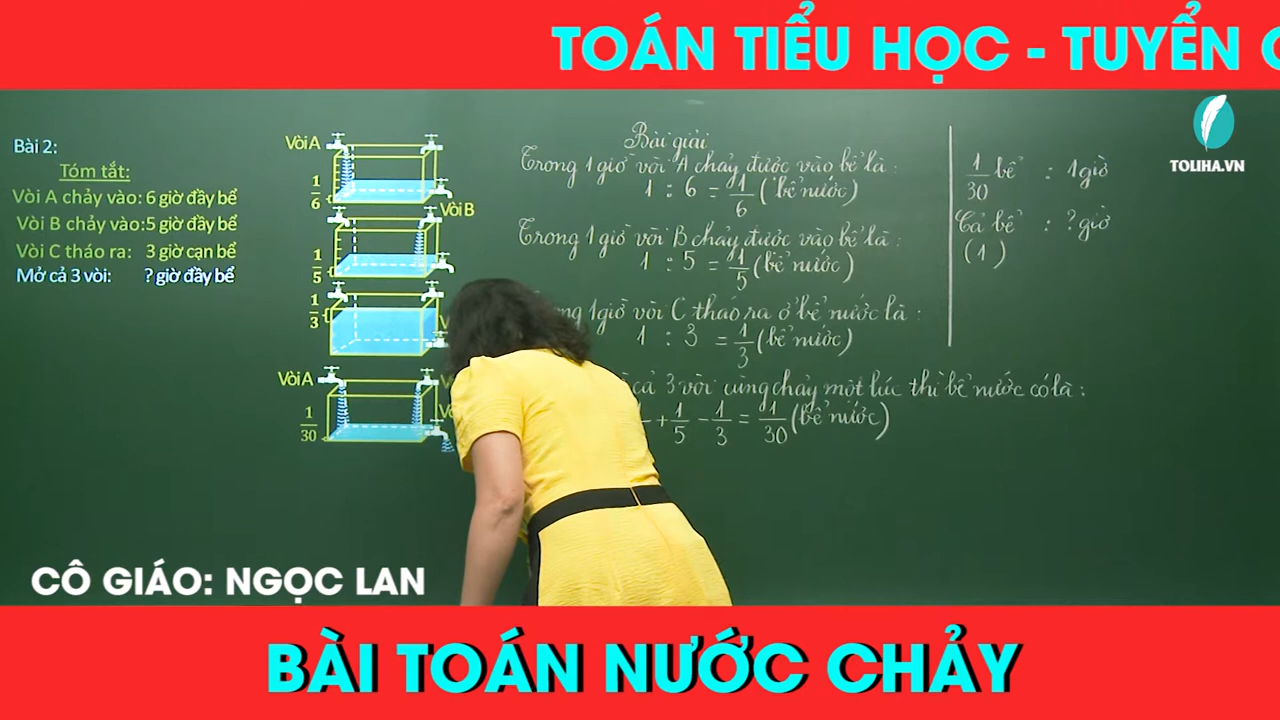 TOÁN TIỂU HỌC - TUYỂN
TOLIHA.VN
Bài 2:
Tóm tắt:
Vòi A chảy vào: 6 giờ đầy bể
Vòi B chảy vào: 5 giờ đầy bể
Vòi C tháo ra: 3 giờ cạn bể
Mở cả 3 vòi: ? giờ đầy bể
Vòi A
1/6
Vòi B
1/5
1/3
Vòi A
1/30
Bài giải
Trong 1 giờ vòi A chảy được vào bể là:
1 : 6 = 1/6 (bể nước)
Trong 1 giờ vòi B chảy được vào bể là:
1 : 5 = 1/5 (bể nước)
1 giờ vòi C tháo ra ở bể nước là:
1 : 3 = 1/3 (bể nước)
cả 3 vòi cùng chảy một lúc thì bể nước có là:
+ 1/5 - 1/3 = 1/30 (bể nước)
1/30 bể : 1 giờ
Cả bể : ? giờ
(1)
CÔ GIÁO: NGỌC LAN
BÀI TOÁN NƯỚC CHẢY